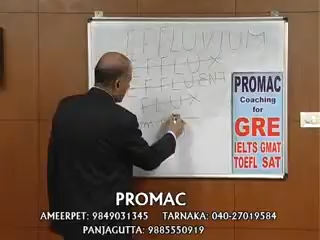 EFFLUVIUM
EFFLUX
EFFLUENT
FLUX
PROMAC
Coaching
for
GRE
IELTS GMAT
TOEFL SAT
PROMAC
AMEERPET: 9849031345 TARNAKA: 040-27019584
PANJAGUTTA: 9885550919